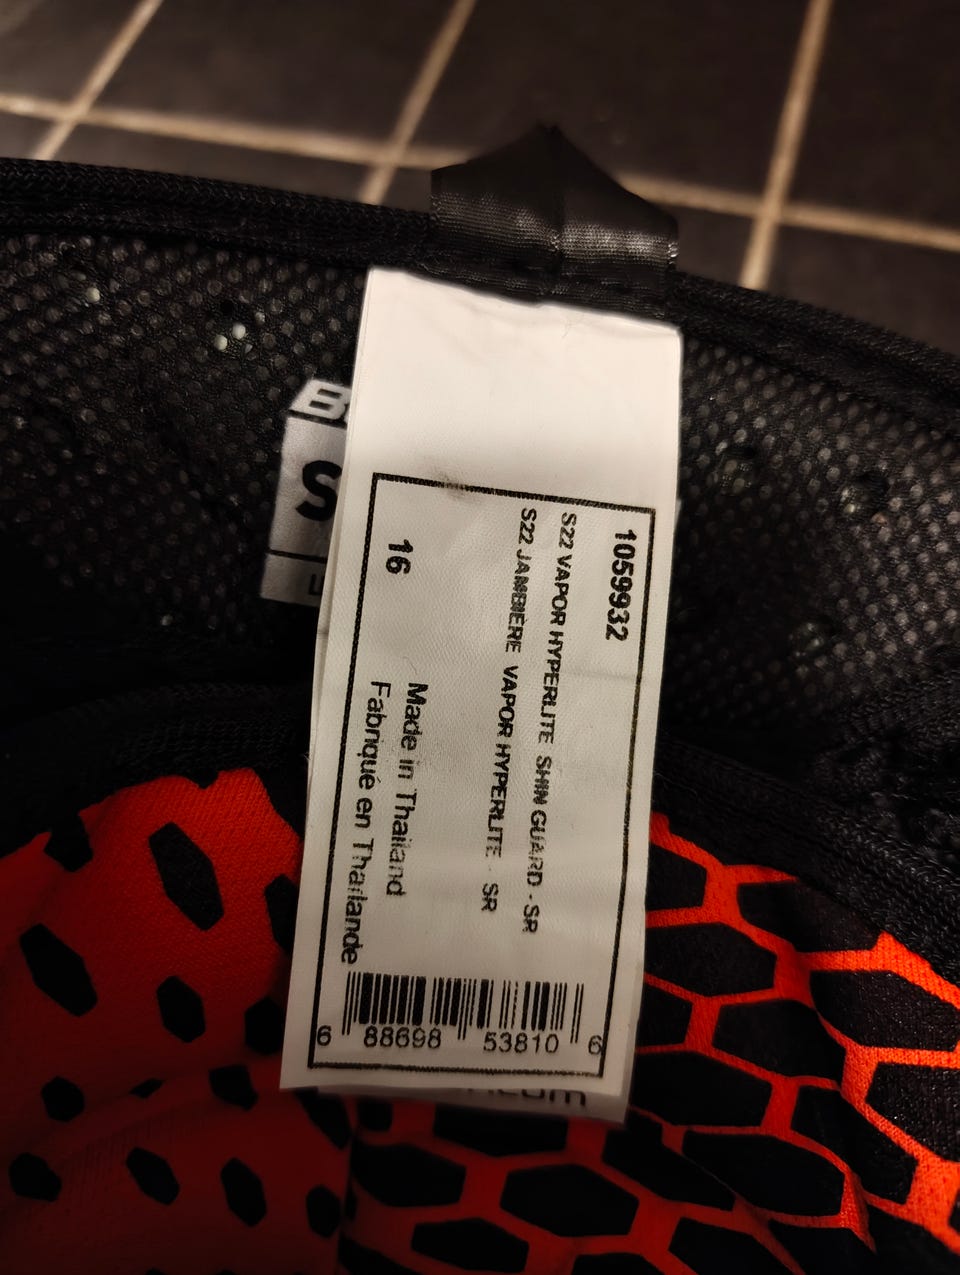 1059932
S22 VAPOR HYPERLITE SHIN GUARD - SR
S22 JAMBIÈRE VAPOR HYPERLITE - SR
16
Made in Thailand
Fabriqué en Thaïlande
6 88698 53810 6